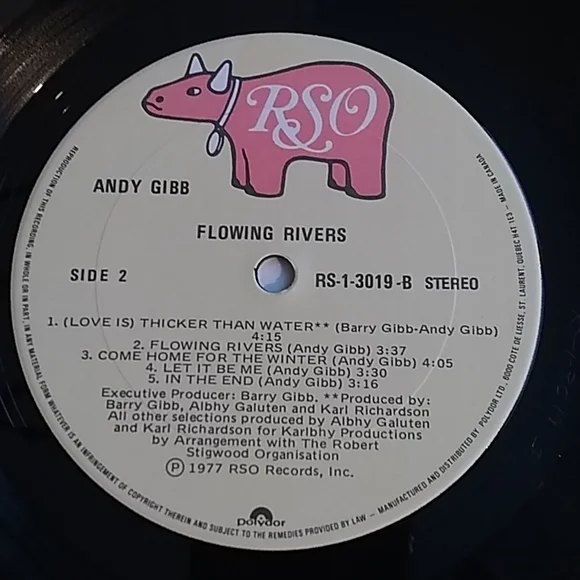 RSO
ANDY GIBB
FLOWING RIVERS
SIDE 2
RS-1-3019-B STEREO
1. (LOVE IS) THICKER THAN WATER** (Barry Gibb-Andy Gibb)
4:15
2. FLOWING RIVERS (Andy Gibb) 3:37
3. COME HOME FOR THE WINTER (Andy Gibb) 4:05
4. LET IT BE ME (Andy Gibb) 3:30
5. IN THE END (Andy Gibb) 3:16
Executive Producer: Barry Gibb. **Produced by:
Barry Gibb, Albhy Galuten and Karl Richardson
All other selections produced by Albhy Galuten
and Karl Richardson for Karlbhy Productions
by Arrangement with The Robert
Stigwood Organisation
Ⓟ 1977 RSO Records, Inc.
polydor
REPRODUCTION OF THIS RECORDING, IN WHOLE OR IN PART, IN ANY MATERIAL FORM WHATEVER IS AN INFRINGEMENT OF COPYRIGHT THEREIN AND SUBJECT TO THE REMEDIES PROVIDED BY LAW – MANUFACTURED AND DISTRIBUTED BY POLYDOR LTD., 6000 COTE DE LIESSE, ST. LAURENT, QUEBEC H4T 1E3 – MADE IN CANADA